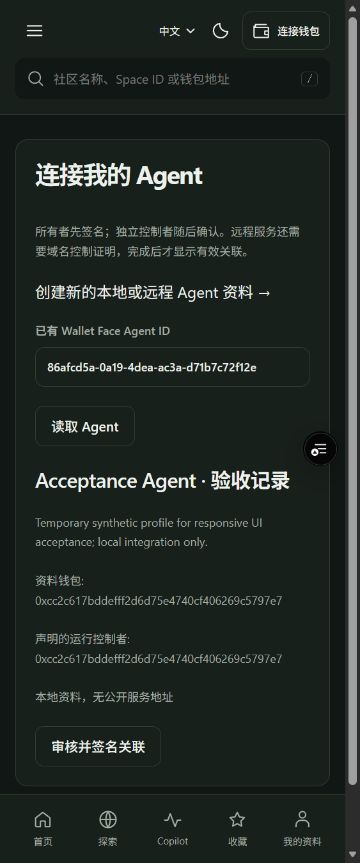 中文
连接钱包
社区名称、Space ID 或钱包地址
/
连接我的 Agent
所有者先签名；独立控制者随后确认。远程服务还需
要域名控制证明，完成后才显示有效关联。
创建新的本地或远程 Agent 资料 →
已有 Wallet Face Agent ID
86afcd5a-0a19-4dea-ac3a-d71b7c72f12e
读取 Agent
Acceptance Agent · 验收记录
Temporary synthetic profile for responsive UI
acceptance; local integration only.
资料钱包:
0xcc2c617bddefff2d6d75e4740cf406269c5797e7
声明的运行控制者:
0xcc2c617bddefff2d6d75e4740cf406269c5797e7
本地资料，无公开服务地址
审核并签名关联
首页
探索
Copilot
收藏
我的资料